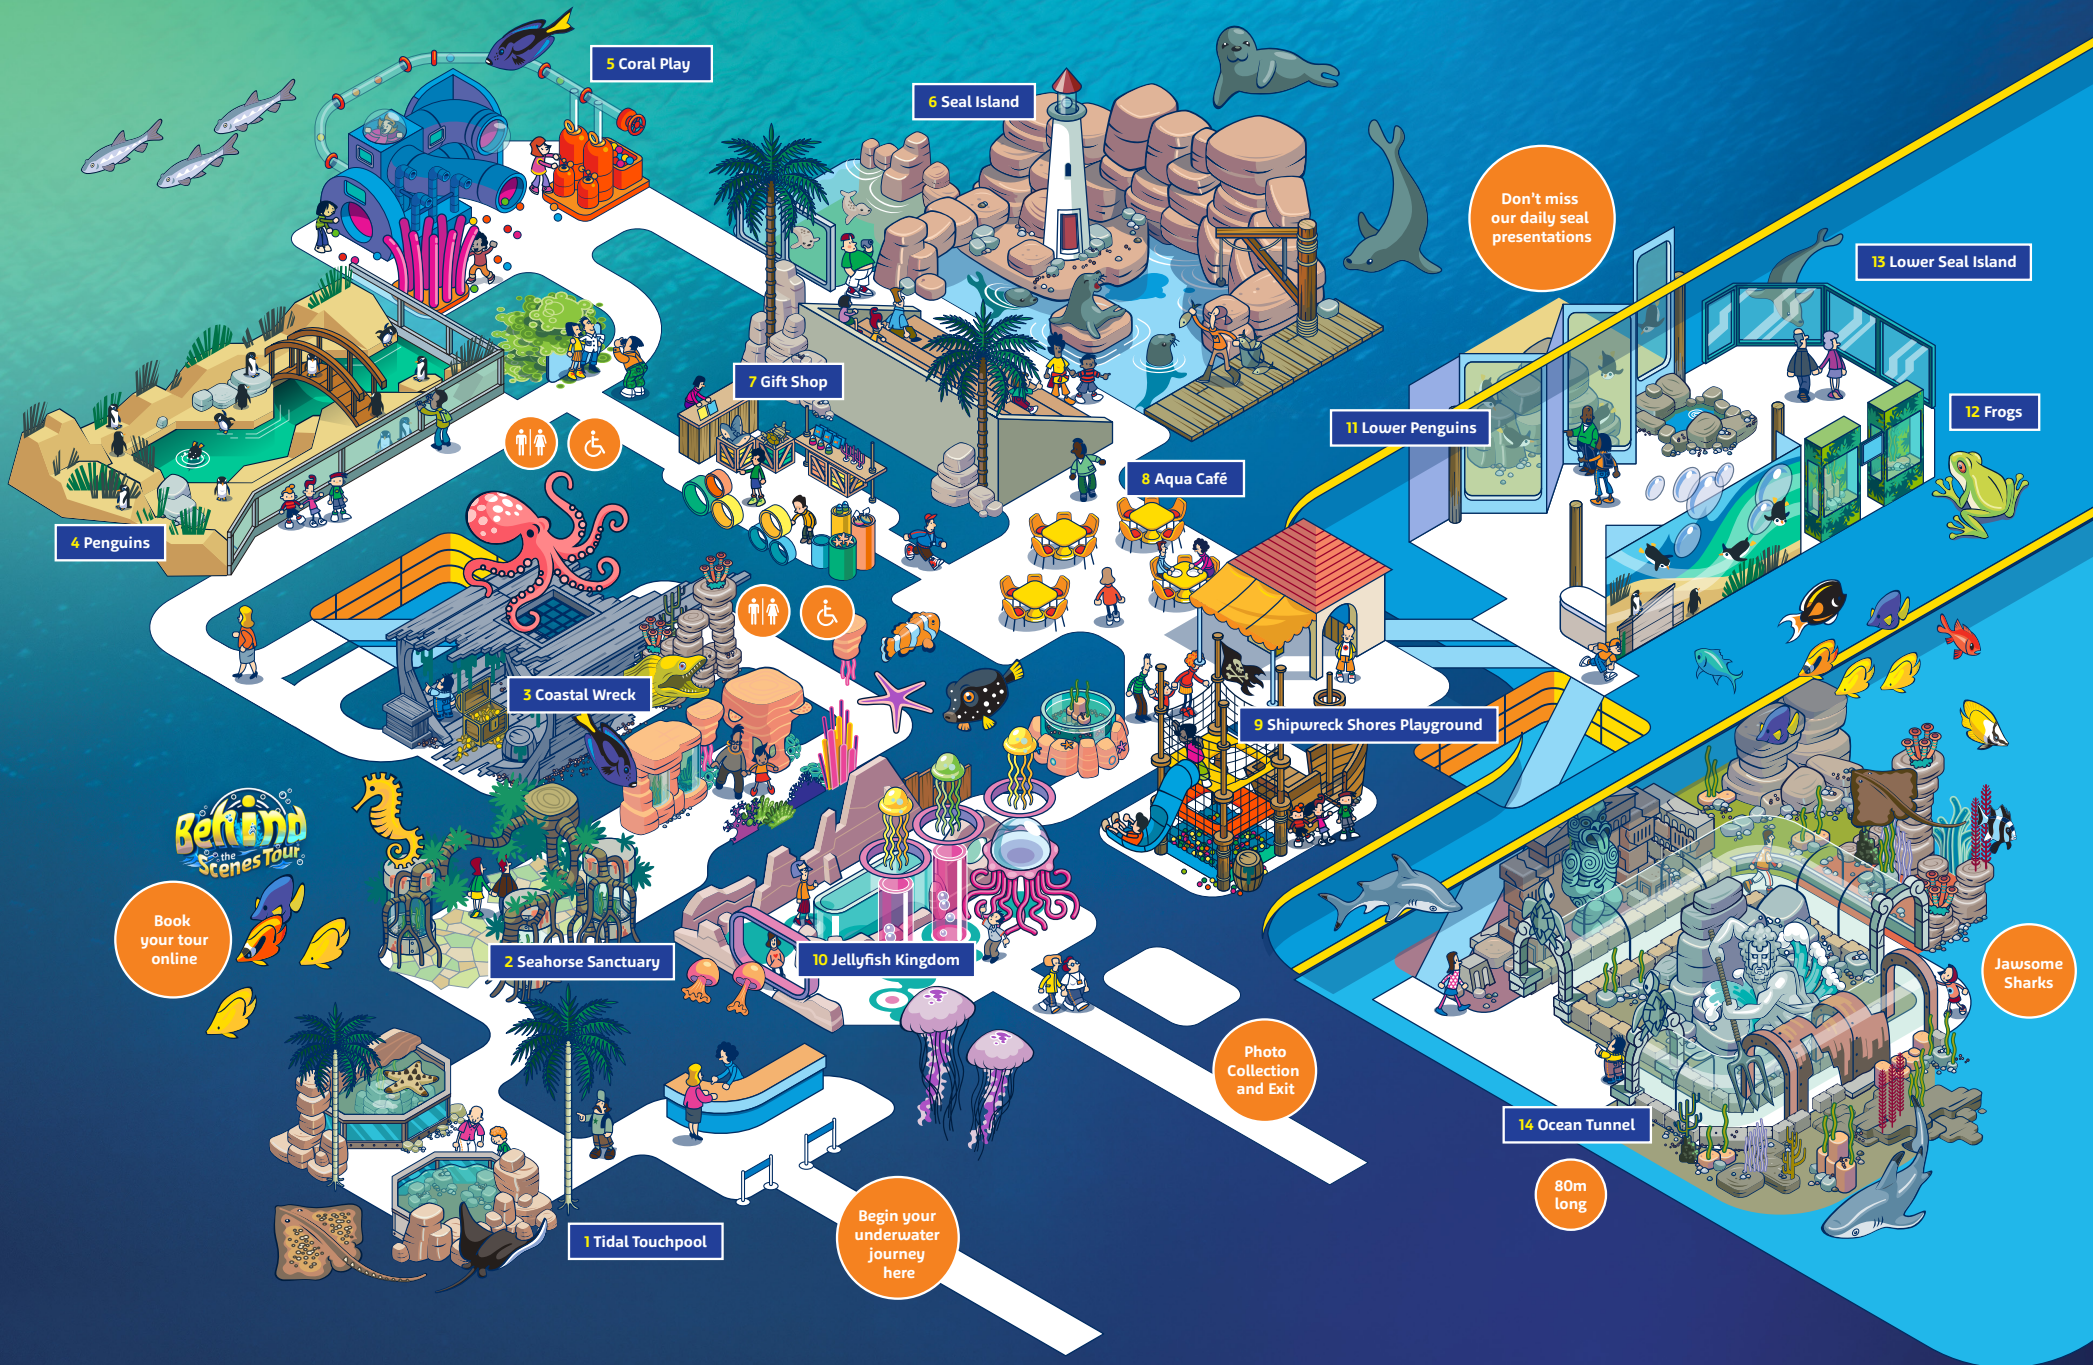 5 Coral Play
6 Seal Island
Don't miss
our daily seal
presentations
13 Lower Seal Island
7 Gift Shop
12 Frogs
11 Lower Penguins
8 Aqua Café
4 Penguins
3 Coastal Wreck
9 Shipwreck Shores Playground
Behind
the
Scenes Tour
Book
your tour
online
2 Seahorse Sanctuary
10 Jellyfish Kingdom
Jawsome
Sharks
Photo
Collection
and Exit
14 Ocean Tunnel
80m
long
Begin your
underwater
journey
here
1 Tidal Touchpool